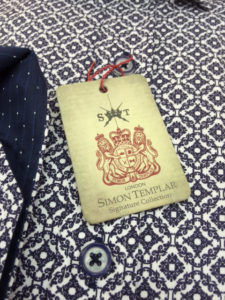 S T
LONDON
SIMON TEMPLAR
Signature Collection